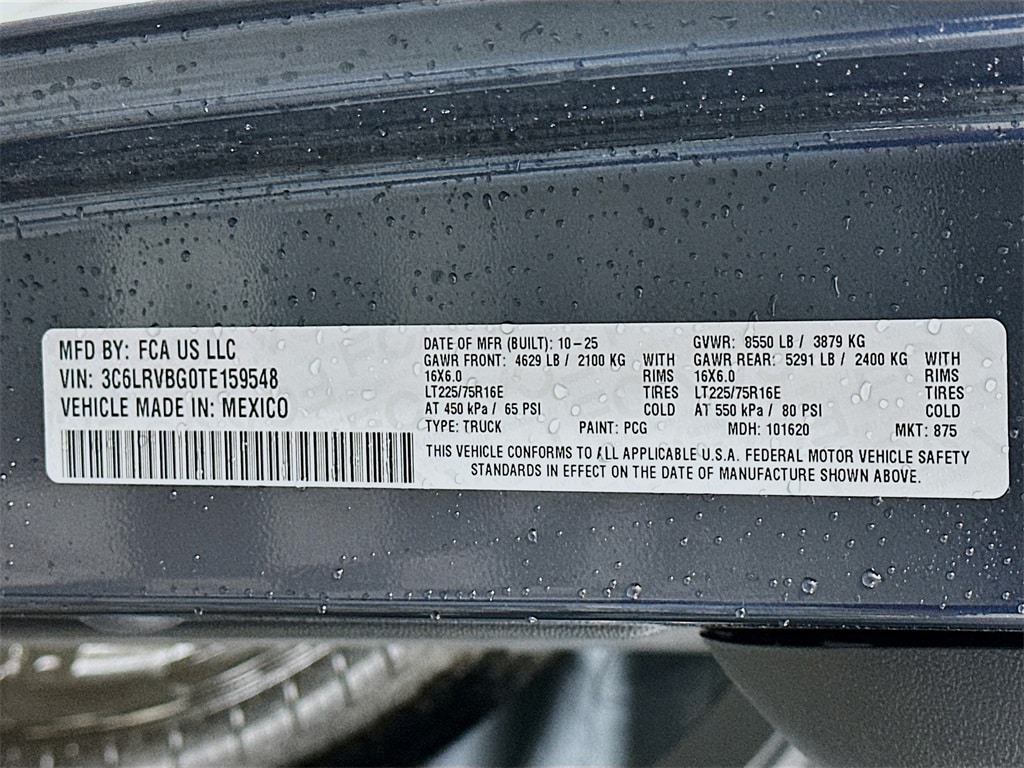 MFD BY: FCA US LLC
VIN: 3C6LRVBG0TE159548
VEHICLE MADE IN: MEXICO
DATE OF MFR (BUILT): 10-25
GAWR FRONT: 4629 LB / 2100 KG WITH
16X6.0 RIMS
LT225/75R16E TIRES
AT 450 kPa / 65 PSI COLD
GVWR: 8550 LB / 3879 KG
GAWR REAR: 5291 LB / 2400 KG WITH
16X6.0 RIMS
LT225/75R16E TIRES
AT 550 kPa / 80 PSI COLD
TYPE: TRUCK PAINT: PCG MDH: 101620 MKT: 875
THIS VEHICLE CONFORMS TO ALL APPLICABLE U.S.A. FEDERAL MOTOR VEHICLE SAFETY
STANDARDS IN EFFECT ON THE DATE OF MANUFACTURE SHOWN ABOVE.